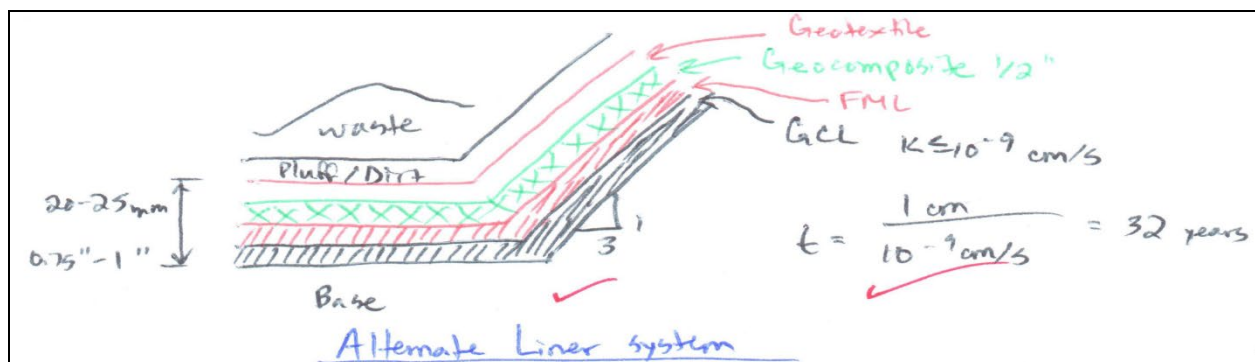 Geotextile
Geocomposite 1/2"
FML
GCL K≤10⁻⁹ cm/s
waste
Pluff/Dirt
20-25mm
0.75"-1"
1
3
t = 1 cm / 10⁻⁹ cm/s = 32 years
Base
Alternate Liner system